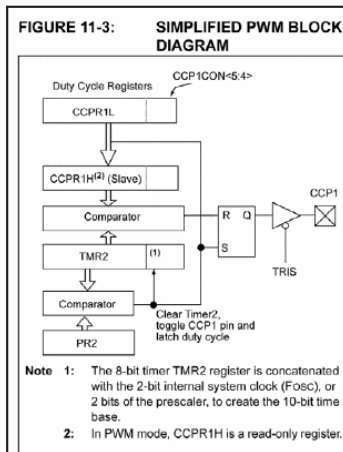 FIGURE 11-3: SIMPLIFIED PWM BLOCK
DIAGRAM
CCP1CON<5:4>
Duty Cycle Registers
CCPR1L
CCPR1H(2) (Slave)
CCP1
Comparator
R Q
S
TMR2 (1)
TRIS
Comparator
Clear Timer2,
toggle CCP1 pin and
latch duty cycle
PR2
Note 1: The 8-bit timer TMR2 register is concatenated
with the 2-bit internal system clock (FOSC), or
2 bits of the prescaler, to create the 10-bit time
base.
2: In PWM mode, CCPR1H is a read-only register.